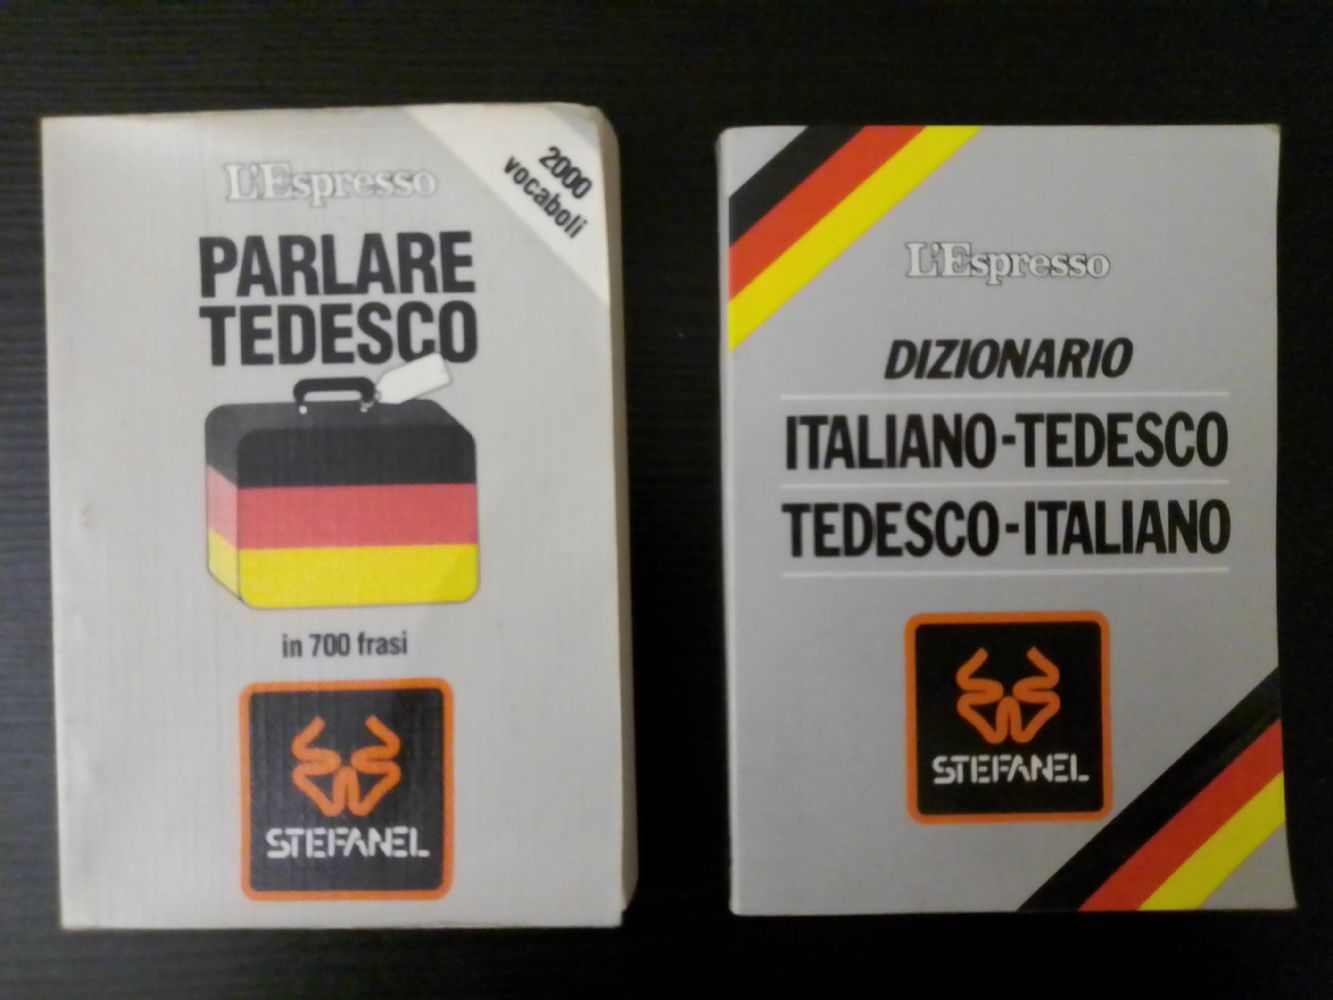 L'Espresso
2000
vocaboli
PARLARE
TEDESCO
in 700 frasi
STEFANEL
L'Espresso
DIZIONARIO
ITALIANO-TEDESCO
TEDESCO-ITALIANO
STEFANEL